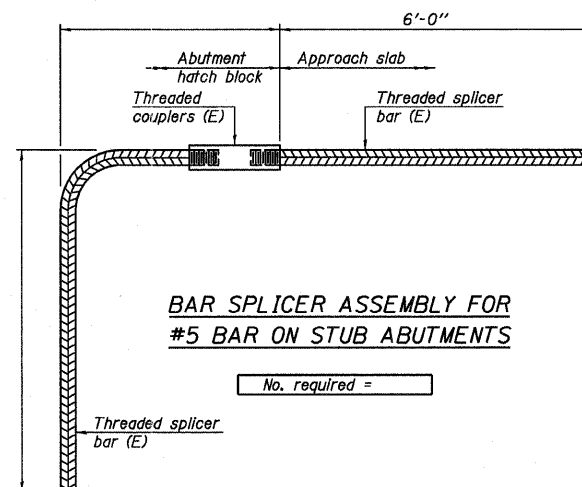 6'-0"
Abutment
hatch block
Approach slab
Threaded
couplers (E)
Threaded splicer
bar (E)
BAR SPLICER ASSEMBLY FOR
#5 BAR ON STUB ABUTMENTS
No. required =
Threaded splicer
bar (E)